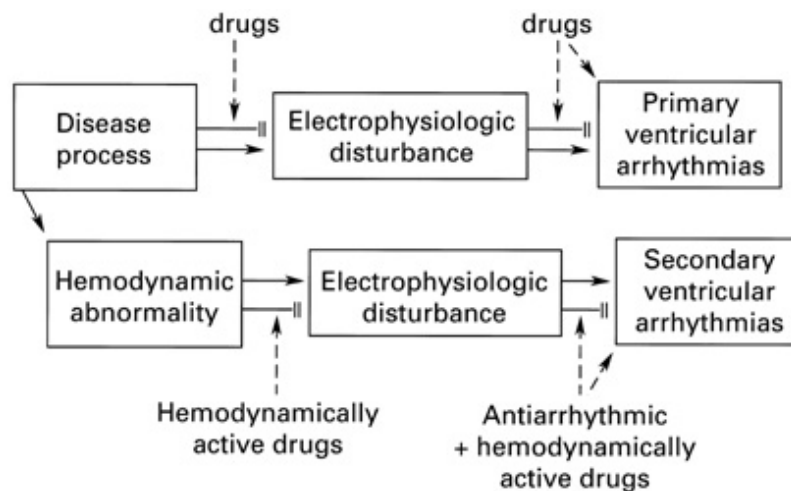 drugs
drugs
Disease
process
Electrophysiologic
disturbance
Primary
ventricular
arrhythmias
Hemodynamic
abnormality
Electrophysiologic
disturbance
Secondary
ventricular
arrhythmias
Hemodynamically
active drugs
Antiarrhythmic
+ hemodynamically
active drugs